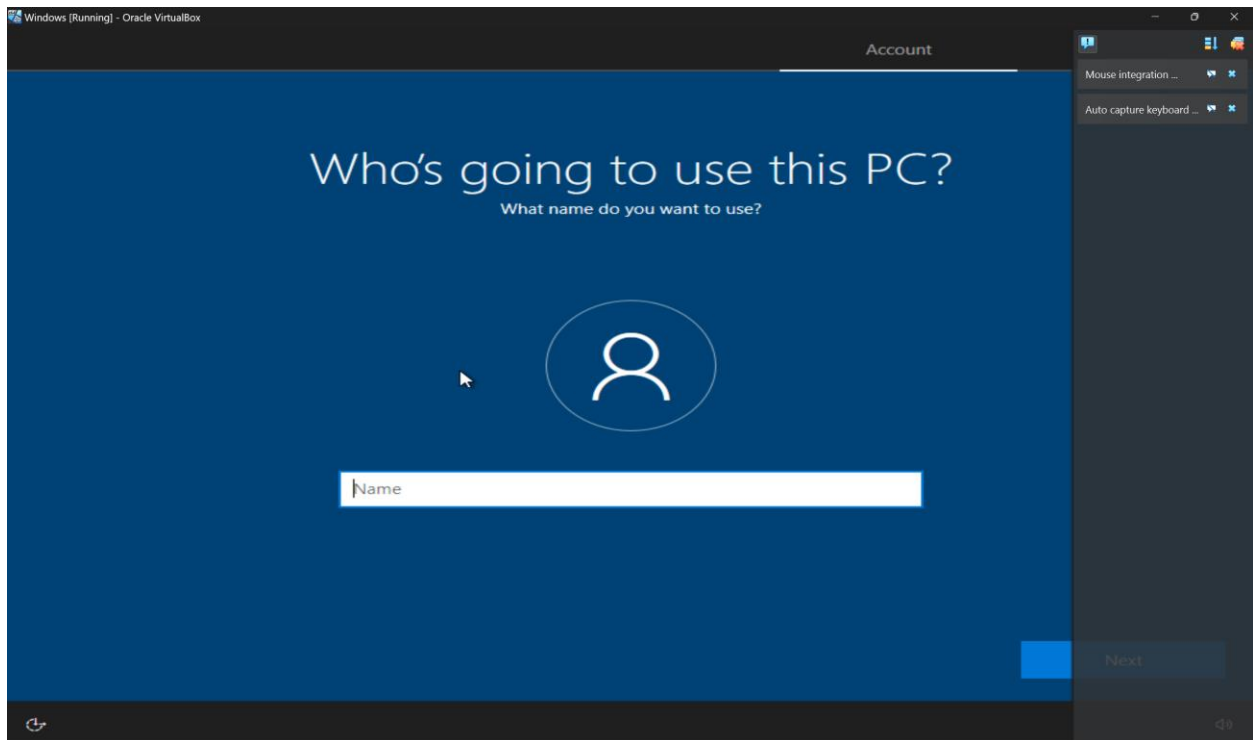 Windows [Running] - Oracle VirtualBox
Account
Mouse integration ...
Auto capture keyboard ...
Who's going to use this PC?
What name do you want to use?
Name
Next